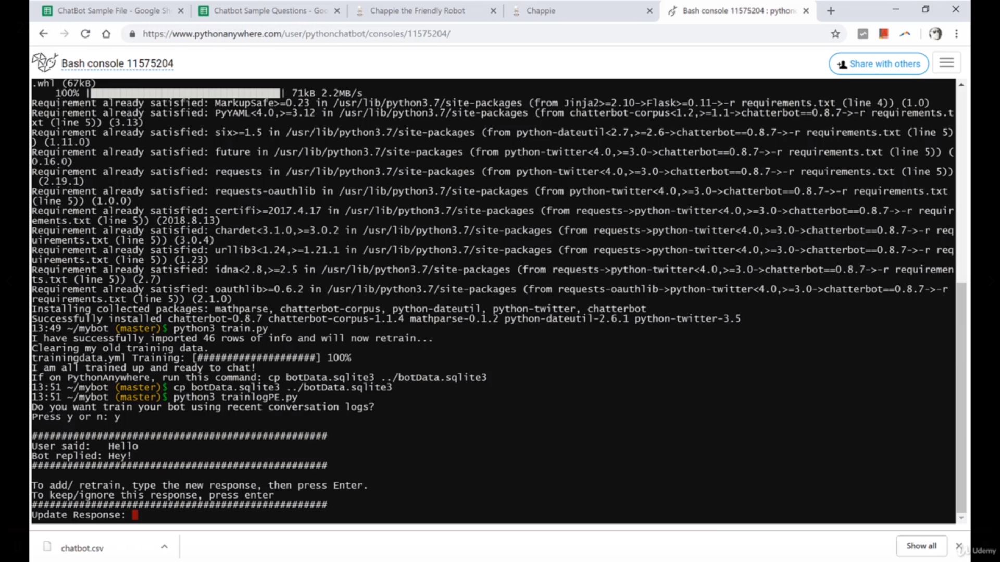 ChatBot Sample File - Google Sh
Chatbot Sample Questions - Goo
Chappie the Friendly Robot
Chappie
Bash console 11575204 : python
https://www.pythonanywhere.com/user/pythonchatbot/consoles/11575204/
Bash console 11575204
Share with others
.whl (67kB)
100% |████████████████████████████████| 71kB 2.2MB/s
Requirement already satisfied: MarkupSafe>=0.23 in /usr/lib/python3.7/site-packages (from Jinja2>=2.10->Flask>=0.11->-r requirements.txt (line 4)) (1.0)
Requirement already satisfied: PyYAML<4.0,>=3.12 in /usr/lib/python3.7/site-packages (from chatterbot-corpus<1.2,>=1.1->chatterbot==0.8.7->-r requirements.t
xt (line 5)) (3.13)
Requirement already satisfied: six>=1.5 in /usr/lib/python3.7/site-packages (from python-dateutil<2.7,>=2.6->chatterbot==0.8.7->-r requirements.txt (line 5)
) (1.11.0)
Requirement already satisfied: future in /usr/lib/python3.7/site-packages (from python-twitter<4.0,>=3.0->chatterbot==0.8.7->-r requirements.txt (line 5)) (
0.16.0)
Requirement already satisfied: requests in /usr/lib/python3.7/site-packages (from python-twitter<4.0,>=3.0->chatterbot==0.8.7->-r requirements.txt (line 5))
(2.19.1)
Requirement already satisfied: requests-oauthlib in /usr/lib/python3.7/site-packages (from python-twitter<4.0,>=3.0->chatterbot==0.8.7->-r requirements.txt
(line 5)) (1.0.0)
Requirement already satisfied: certifi>=2017.4.17 in /usr/lib/python3.7/site-packages (from requests->python-twitter<4.0,>=3.0->chatterbot==0.8.7->-r requir
ements.txt (line 5)) (2018.8.13)
Requirement already satisfied: chardet<3.1.0,>=3.0.2 in /usr/lib/python3.7/site-packages (from requests->python-twitter<4.0,>=3.0->chatterbot==0.8.7->-r req
uirements.txt (line 5)) (3.0.4)
Requirement already satisfied: urllib3<1.24,>=1.21.1 in /usr/lib/python3.7/site-packages (from requests->python-twitter<4.0,>=3.0->chatterbot==0.8.7->-r req
uirements.txt (line 5)) (1.23)
Requirement already satisfied: idna<2.8,>=2.5 in /usr/lib/python3.7/site-packages (from requests->python-twitter<4.0,>=3.0->chatterbot==0.8.7->-r requiremen
ts.txt (line 5)) (2.7)
Requirement already satisfied: oauthlib>=0.6.2 in /usr/lib/python3.7/site-packages (from requests-oauthlib->python-twitter<4.0,>=3.0->chatterbot==0.8.7->-r
requirements.txt (line 5)) (2.1.0)
Installing collected packages: mathparse, chatterbot-corpus, python-dateutil, python-twitter, chatterbot
Successfully installed chatterbot-0.8.7 chatterbot-corpus-1.1.4 mathparse-0.1.2 python-dateutil-2.6.1 python-twitter-3.5
13:49 ~/mybot (master)$ python3 train.py
I have successfully imported 46 rows of info and will now retrain...
Clearing my old training data.
trainingdata.yml Training: [####################] 100%
I am all trained up and ready to chat!
If on PythonAnywhere, run this command: cp botData.sqlite3 ../botData.sqlite3
13:51 ~/mybot (master)$ cp botData.sqlite3 ../botData.sqlite3
13:51 ~/mybot (master)$ python3 trainlogPE.py
Do you want train your bot using recent conversation logs?
Press y or n: y
##################################################
User said: Hello
Bot replied: Hey!
##################################################
To add/ retrain, type the new response, then press Enter.
To keep/ignore this response, press enter
##################################################
Update Response:
chatbot.csv
Show all
Udemy